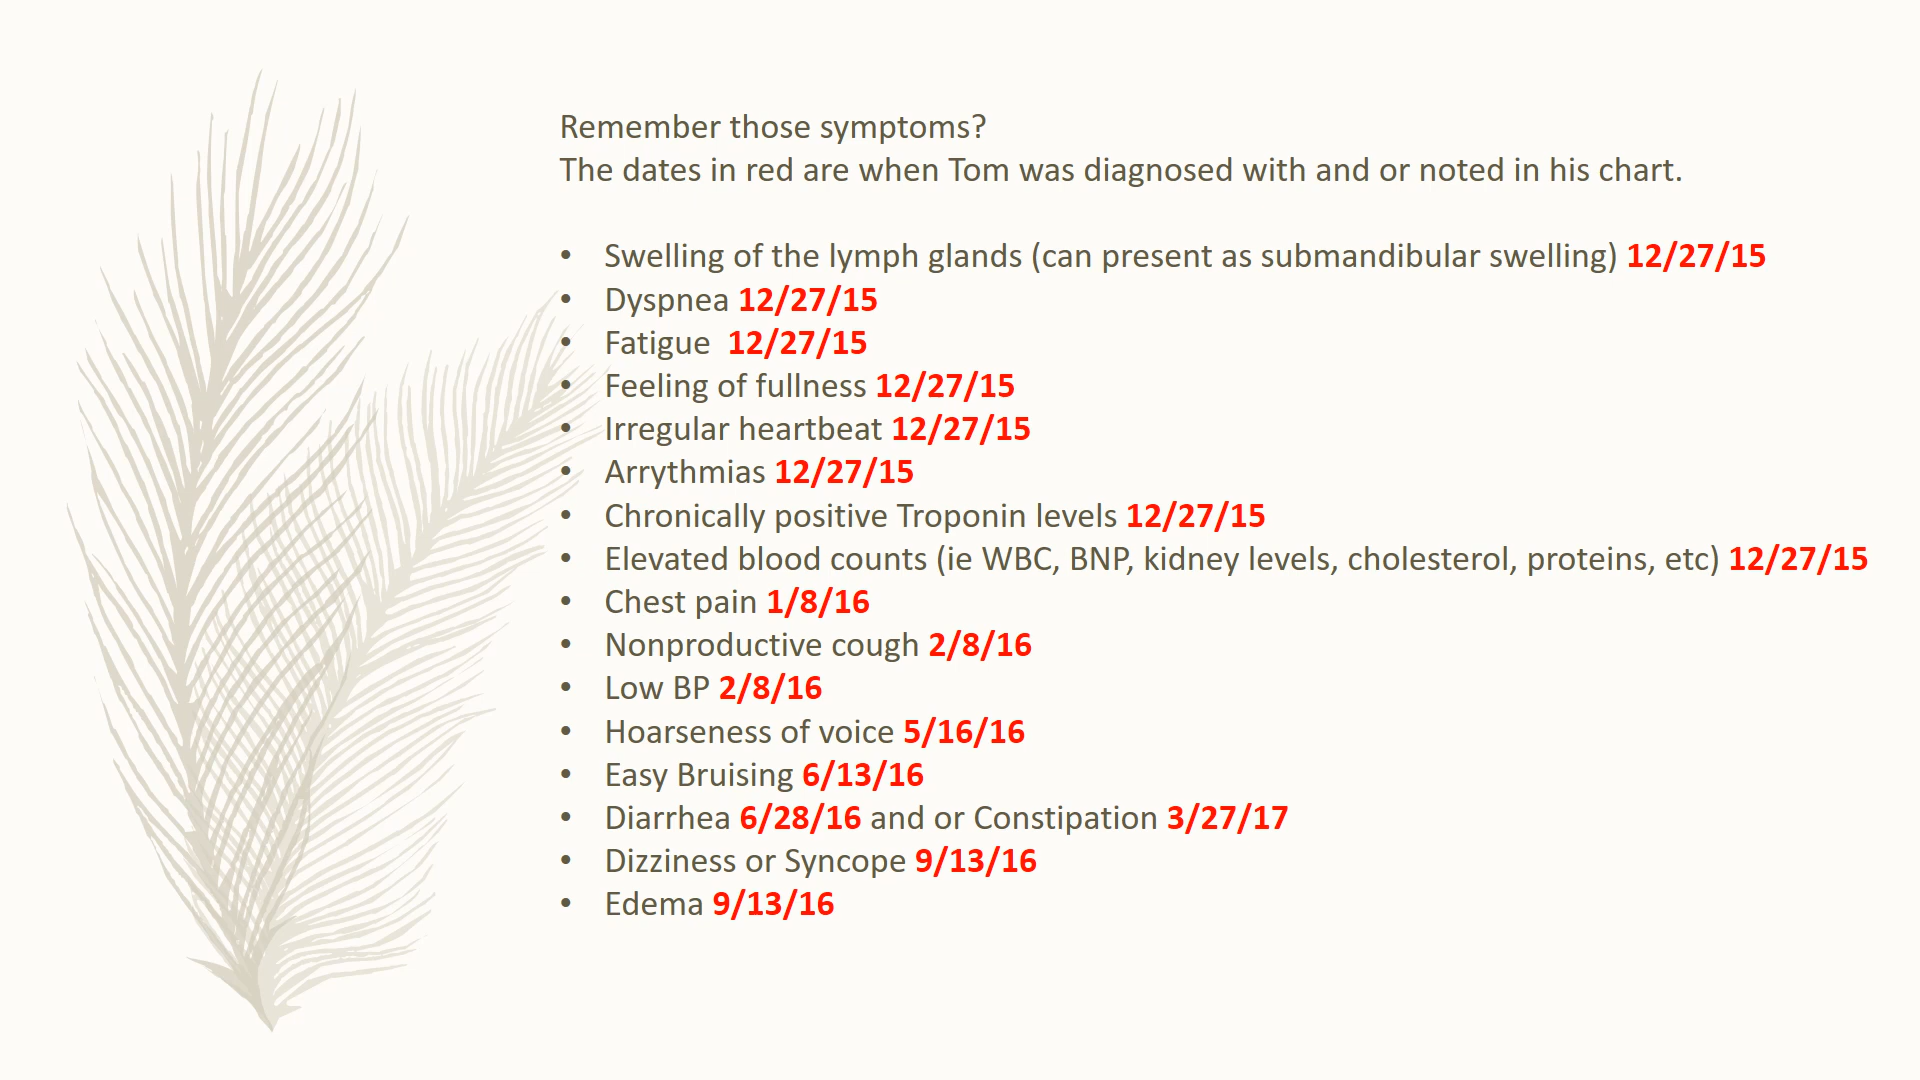 Remember those symptoms?
The dates in red are when Tom was diagnosed with and or noted in his chart.
• Swelling of the lymph glands (can present as submandibular swelling) 12/27/15
• Dyspnea 12/27/15
• Fatigue 12/27/15
• Feeling of fullness 12/27/15
• Irregular heartbeat 12/27/15
• Arrythmias 12/27/15
• Chronically positive Troponin levels 12/27/15
• Elevated blood counts (ie WBC, BNP, kidney levels, cholesterol, proteins, etc) 12/27/15
• Chest pain 1/8/16
• Nonproductive cough 2/8/16
• Low BP 2/8/16
• Hoarseness of voice 5/16/16
• Easy Bruising 6/13/16
• Diarrhea 6/28/16 and or Constipation 3/27/17
• Dizziness or Syncope 9/13/16
• Edema 9/13/16